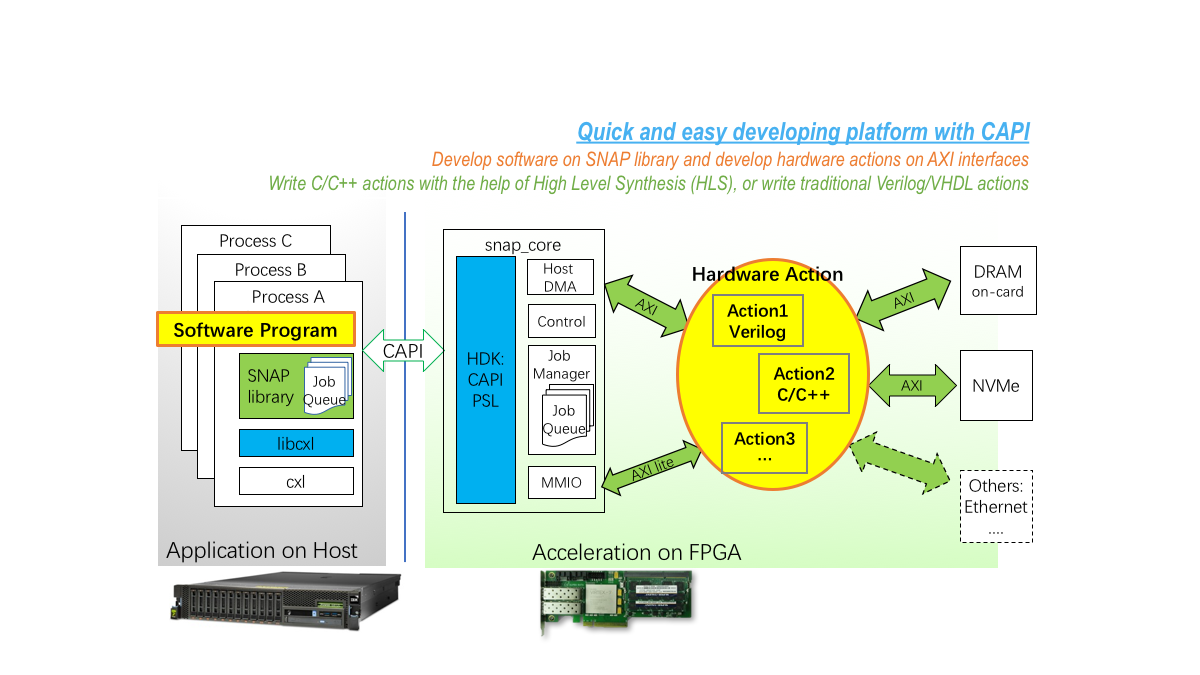 Quick and easy developing platform with CAPI
Develop software on SNAP library and develop hardware actions on AXI interfaces
Write C/C++ actions with the help of High Level Synthesis (HLS), or write traditional Verilog/VHDL actions
Process C
Process B
Process A
Software Program
SNAP
library
Job
Queue
libcxl
cxl
Application on Host
CAPI
snap_core
HDK:
CAPI
PSL
Host
DMA
Control
Job
Manager
Job
Queue
MMIO
AXI
AXI lite
Hardware Action
Action1
Verilog
Action2
C/C++
Action3
...
AXI
AXI
DRAM
on-card
NVMe
Others:
Ethernet
....
Acceleration on FPGA